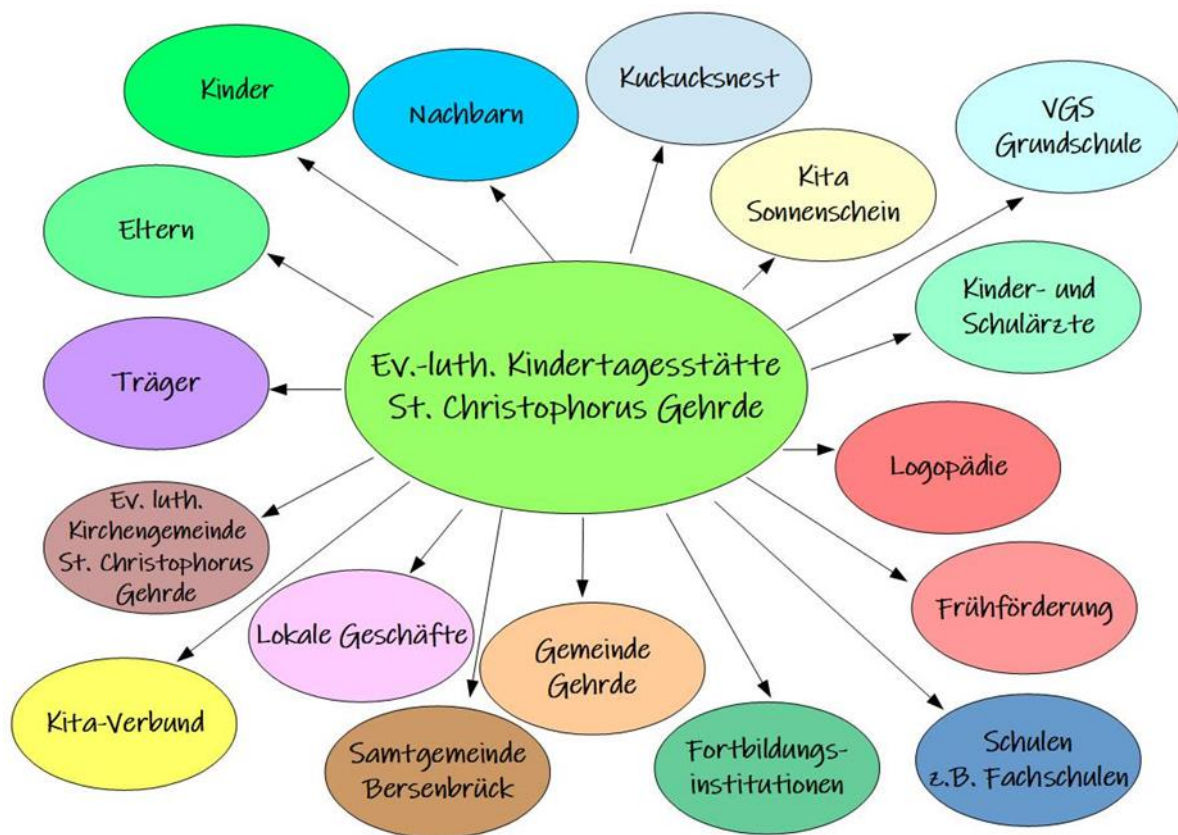 Kinder
Nachbarn
Kuckucksnest
VGS
Grundschule
Kita
Sonnenschein
Eltern
Kinder- und
Schulärzte
Ev.-luth. Kindertagesstätte
St. Christophorus Gehrde
Träger
Logopädie
Ev. luth.
Kirchengemeinde
St. Christophorus
Gehrde
Frühförderung
Lokale Geschäfte
Gemeinde
Gehrde
Kita-Verbund
Samtgemeinde
Bersenbrück
Fortbildungs-
institutionen
Schulen
z.B. Fachschulen